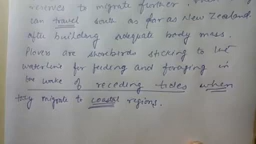 to migrate further.
can travel south as far as New Zealand
after building adequate body mass.
Plovers are shorebirds sticking to wet
waterline for feeding and foraging in
the wake of receding tides when
they migrate to coastal regions.